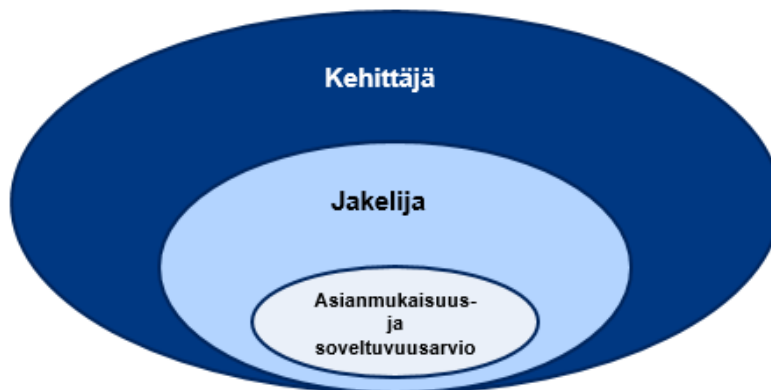 Kehittäjä
Jakelija
Asianmukaisuus-
ja
soveltuvuusarvio